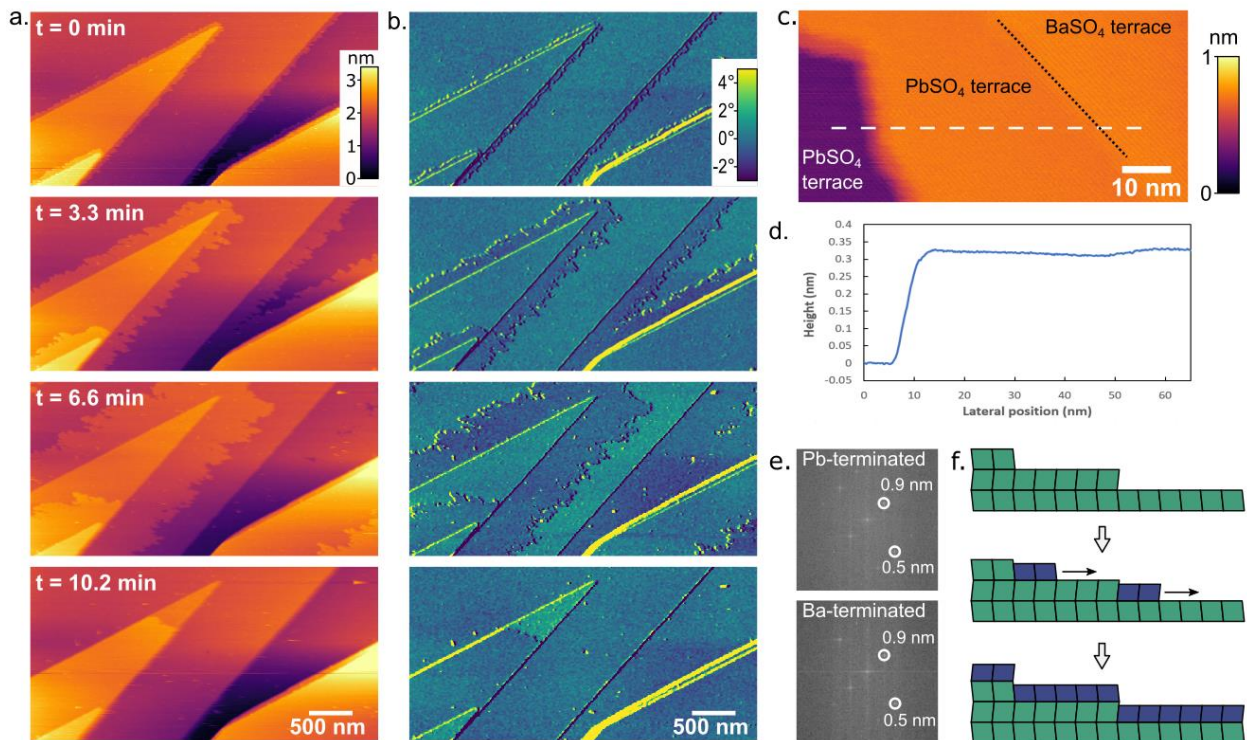 a.
t = 0 min
nm
3
2
1
0
t = 3.3 min
t = 6.6 min
t = 10.2 min
500 nm
b.
4°
2°
0°
-2°
500 nm
c.
BaSO₄ terrace
PbSO₄ terrace
PbSO₄
terrace
10 nm
nm
1
0
d.
Height (nm)
0.4
0.35
0.3
0.25
0.2
0.15
0.1
0.05
0
-0.05
0 10 20 30 40 50 60
Lateral position (nm)
e.
Pb-terminated
0.9 nm
0.5 nm
Ba-terminated
0.9 nm
0.5 nm
f.